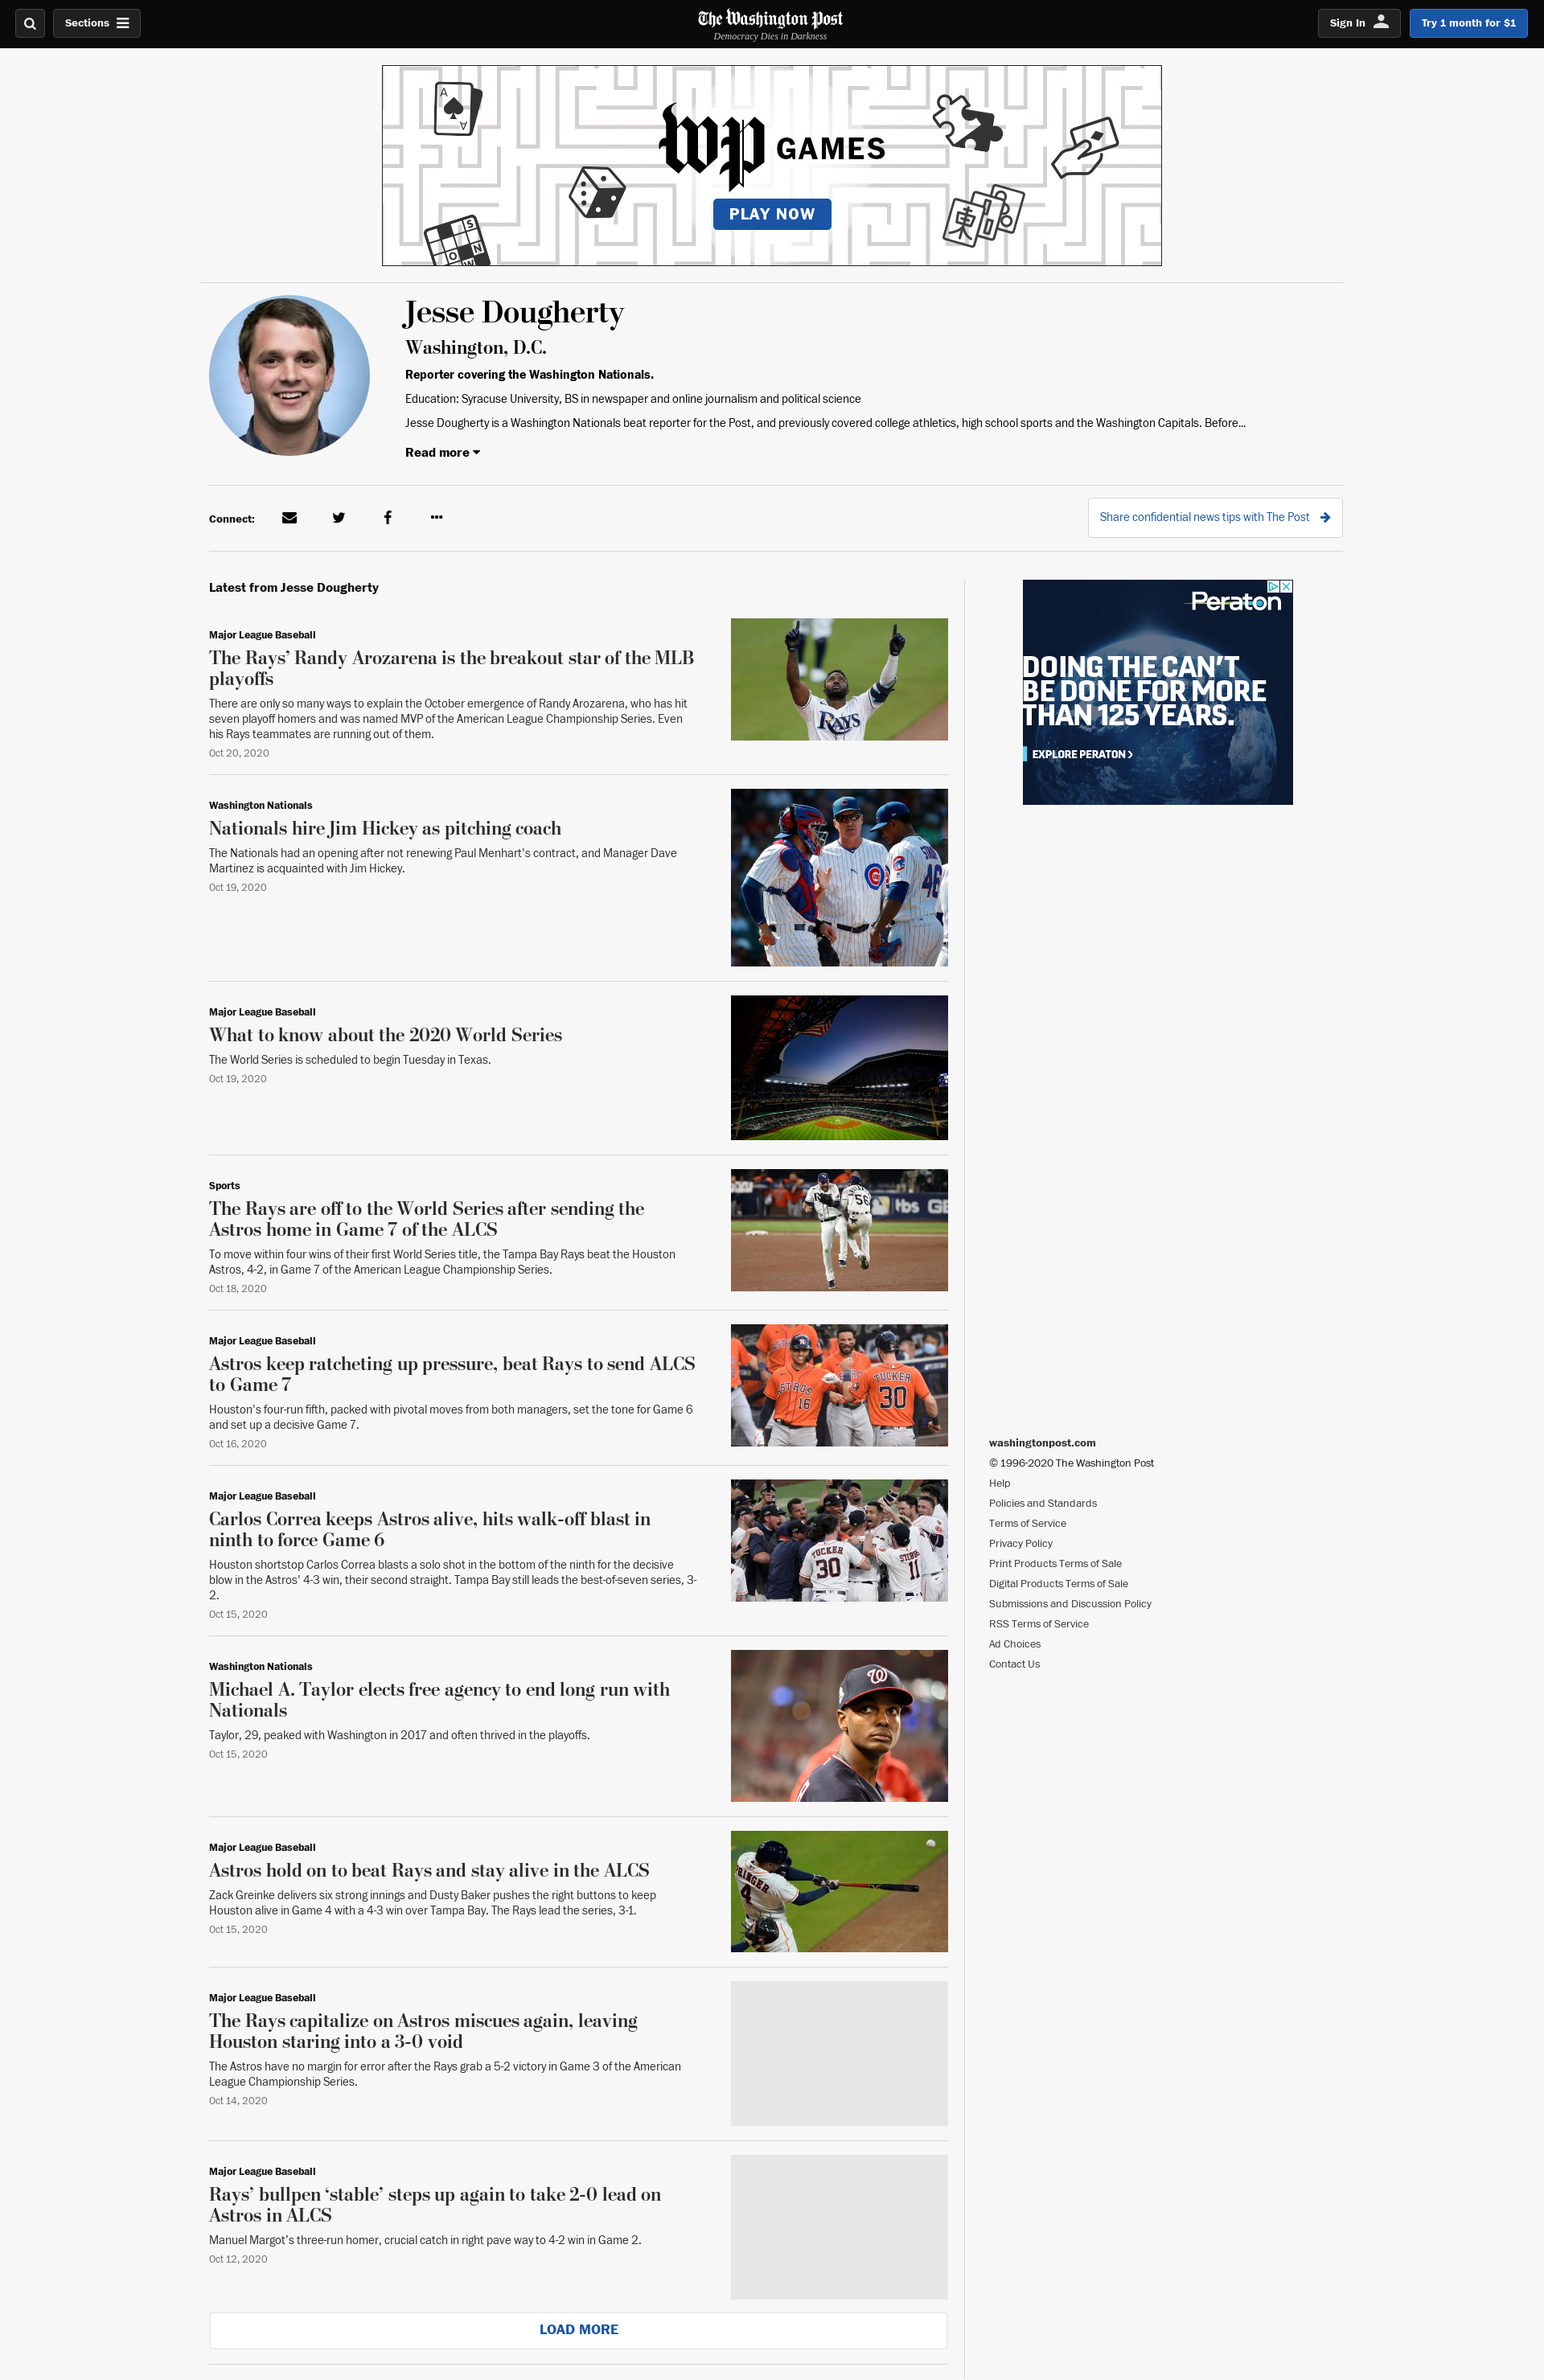 Sections
The Washington Post
Democracy Dies in Darkness
Sign In
Try 1 month for $1
A
A
wp GAMES
PLAY NOW
S
O N
W
東
Jesse Dougherty
Washington, D.C.
Reporter covering the Washington Nationals.
Education: Syracuse University, BS in newspaper and online journalism and political science
Jesse Dougherty is a Washington Nationals beat reporter for the Post, and previously covered college athletics, high school sports and the Washington Capitals. Before...
Read more
Connect:
Share confidential news tips with The Post
Latest from Jesse Dougherty
Major League Baseball
The Rays’ Randy Arozarena is the breakout star of the MLB
playoffs
There are only so many ways to explain the October emergence of Randy Arozarena, who has hit
seven playoff homers and was named MVP of the American League Championship Series. Even
his Rays teammates are running out of them.
Oct 20, 2020
RAYS
Peraton
DOING THE CAN’T
BE DONE FOR MORE
THAN 125 YEARS.
EXPLORE PERATON >
Washington Nationals
Nationals hire Jim Hickey as pitching coach
The Nationals had an opening after not renewing Paul Menhart's contract, and Manager Dave
Martinez is acquainted with Jim Hickey.
Oct 19, 2020
46
Major League Baseball
What to know about the 2020 World Series
The World Series is scheduled to begin Tuesday in Texas.
Oct 19, 2020
Sports
The Rays are off to the World Series after sending the
Astros home in Game 7 of the ALCS
To move within four wins of their first World Series title, the Tampa Bay Rays beat the Houston
Astros, 4-2, in Game 7 of the American League Championship Series.
Oct 18, 2020
56
tbs
Major League Baseball
Astros keep ratcheting up pressure, beat Rays to send ALCS
to Game 7
Houston's four-run fifth, packed with pivotal moves from both managers, set the tone for Game 6
and set up a decisive Game 7.
Oct 16, 2020
ASTROS
16
TUCKER
30
Major League Baseball
Carlos Correa keeps Astros alive, hits walk-off blast in
ninth to force Game 6
Houston shortstop Carlos Correa blasts a solo shot in the bottom of the ninth for the decisive
blow in the Astros' 4-3 win, their second straight. Tampa Bay still leads the best-of-seven series, 3-
2.
Oct 15, 2020
TUCKER
30
11
Washington Nationals
Michael A. Taylor elects free agency to end long run with
Nationals
Taylor, 29, peaked with Washington in 2017 and often thrived in the playoffs.
Oct 15, 2020
W
Major League Baseball
Astros hold on to beat Rays and stay alive in the ALCS
Zack Greinke delivers six strong innings and Dusty Baker pushes the right buttons to keep
Houston alive in Game 4 with a 4-3 win over Tampa Bay. The Rays lead the series, 3-1.
Oct 15, 2020
RINGER
4
Major League Baseball
The Rays capitalize on Astros miscues again, leaving
Houston staring into a 3-0 void
The Astros have no margin for error after the Rays grab a 5-2 victory in Game 3 of the American
League Championship Series.
Oct 14, 2020
Major League Baseball
Rays’ bullpen ‘stable’ steps up again to take 2-0 lead on
Astros in ALCS
Manuel Margot's three-run homer, crucial catch in right pave way to 4-2 win in Game 2.
Oct 12, 2020
LOAD MORE
washingtonpost.com
© 1996-2020 The Washington Post
Help
Policies and Standards
Terms of Service
Privacy Policy
Print Products Terms of Sale
Digital Products Terms of Sale
Submissions and Discussion Policy
RSS Terms of Service
Ad Choices
Contact Us